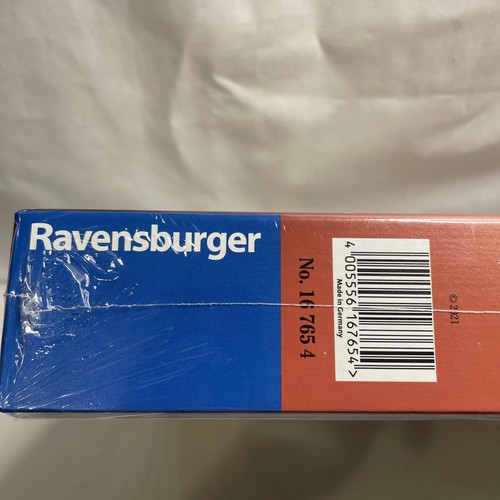 Ravensburger
No. 16 765 4
4 005556 167654>
Made in Germany
© 2021